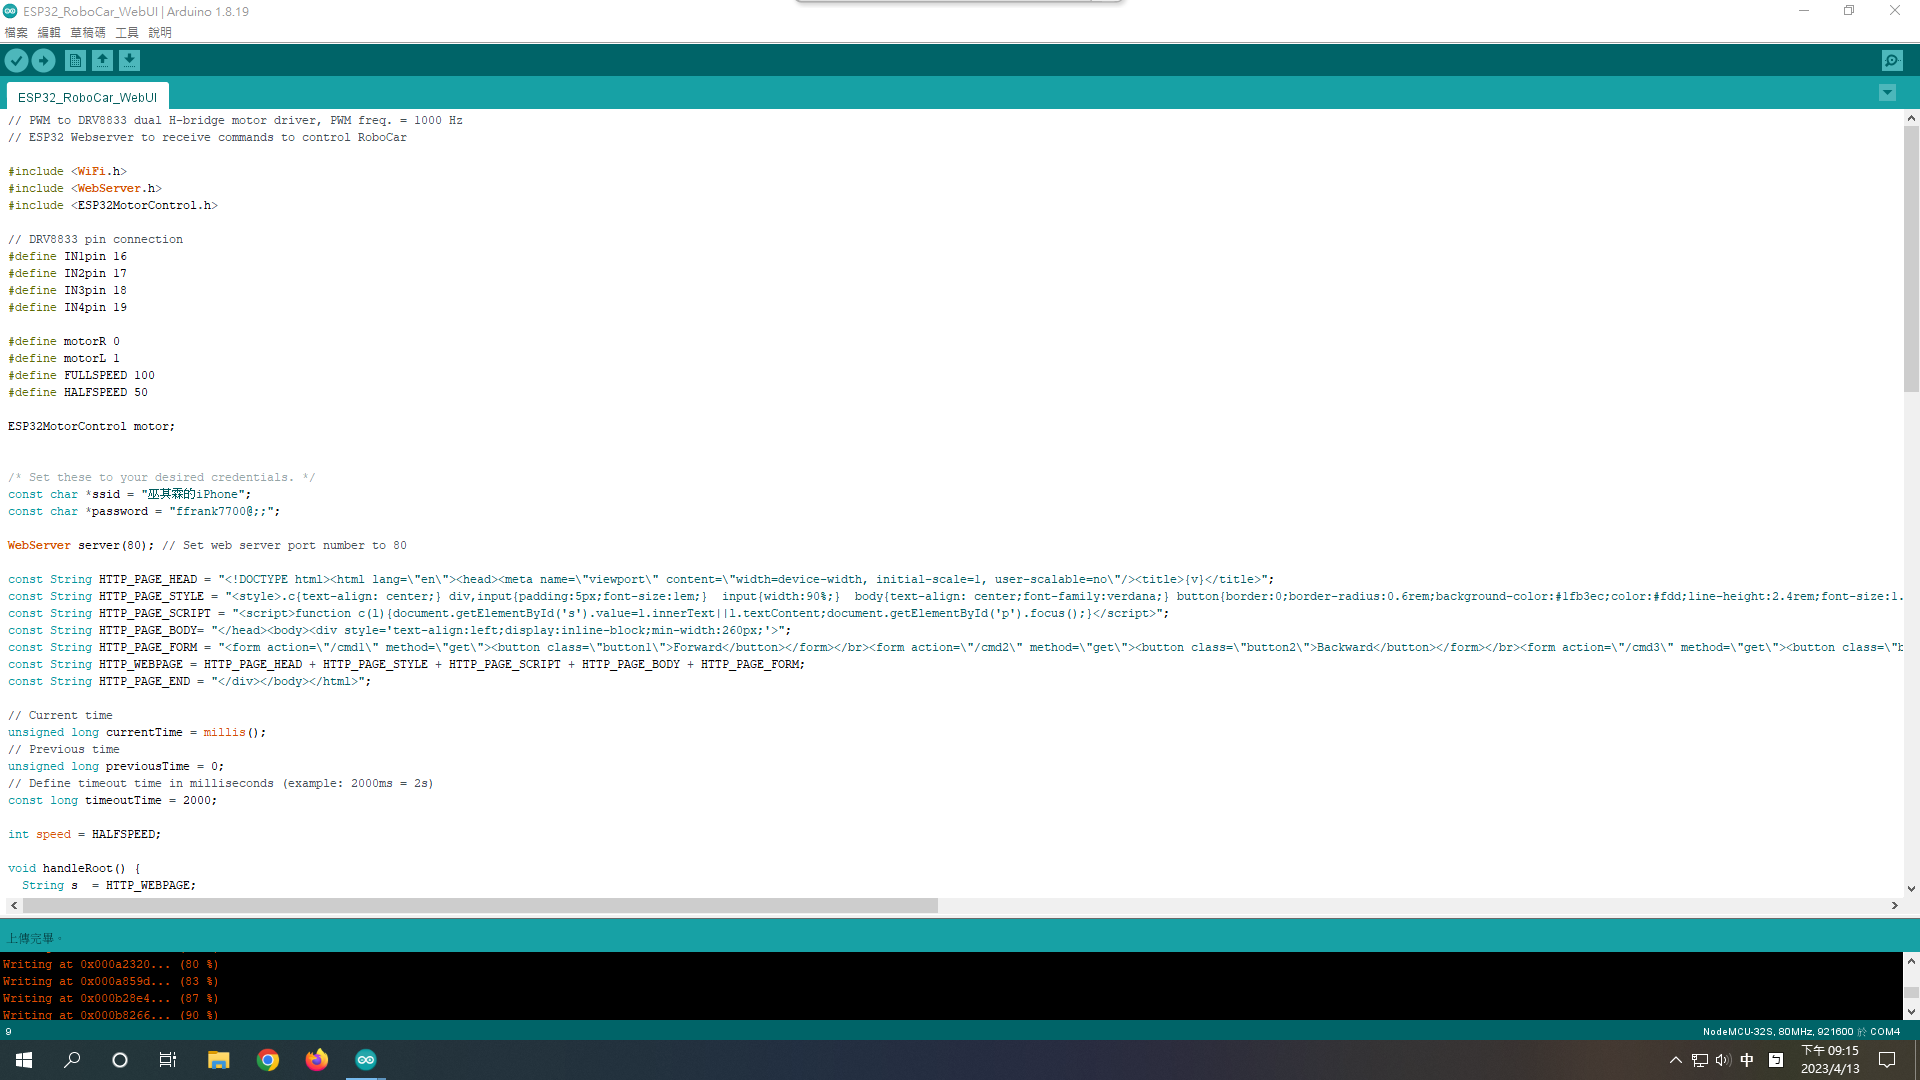 ESP32_RoboCar_WebUI | Arduino 1.8.19
檔案 編輯 草稿碼 工具 說明
ESP32_RoboCar_WebUI
// PWM to DRV8833 dual H-bridge motor driver, PWM freq. = 1000 Hz
// ESP32 Webserver to receive commands to control RoboCar
#include <WiFi.h>
#include <WebServer.h>
#include <ESP32MotorControl.h>
// DRV8833 pin connection
#define IN1pin 16
#define IN2pin 17
#define IN3pin 18
#define IN4pin 19
#define motorR 0
#define motorL 1
#define FULLSPEED 100
#define HALFSPEED 50
ESP32MotorControl motor;
/* Set these to your desired credentials. */
const char *ssid = "巫其霖的iPhone";
const char *password = "ffrank7700@;;";
WebServer server(80); // Set web server port number to 80
const String HTTP_PAGE_HEAD = "<!DOCTYPE html><html lang=\"en\"><head><meta name=\"viewport\" content=\"width=device-width, initial-scale=1, user-scalable=no\"/><title>{v}</title>";
const String HTTP_PAGE_STYLE = "<style>.c{text-align: center;} div,input{padding:5px;font-size:1em;}  input{width:90%;}  body{text-align: center;font-family:verdana;} button{border:0;border-radius:0.6rem;background-color:#1fb3ec;color:#fdd;line-height:2.4rem;font-size:1.
const String HTTP_PAGE_SCRIPT = "<script>function c(l){document.getElementById('s').value=l.innerText||l.textContent;document.getElementById('p').focus();}</script>";
const String HTTP_PAGE_BODY= "</head><body><div style='text-align:left;display:inline-block;min-width:260px;'>";
const String HTTP_PAGE_FORM = "<form action=\"/cmd1\" method=\"get\"><button class=\"button1\">Forward</button></form></br><form action=\"/cmd2\" method=\"get\"><button class=\"button2\">Backward</button></form></br><form action=\"/cmd3\" method=\"get\"><button class=\"b
const String HTTP_WEBPAGE = HTTP_PAGE_HEAD + HTTP_PAGE_STYLE + HTTP_PAGE_SCRIPT + HTTP_PAGE_BODY + HTTP_PAGE_FORM;
const String HTTP_PAGE_END = "</div></body></html>";
// Current time
unsigned long currentTime = millis();
// Previous time
unsigned long previousTime = 0;
// Define timeout time in milliseconds (example: 2000ms = 2s)
const long timeoutTime = 2000;
int speed = HALFSPEED;
void handleRoot() {
String s  = HTTP_WEBPAGE;
上傳完畢。
Writing at 0x000a2320... (80 %)
Writing at 0x000a859d... (83 %)
Writing at 0x000b28e4... (87 %)
Writing at 0x000b8266... (90 %)
9
NodeMCU-32S, 80MHz, 921600 於 COM4
中
下午 09:15
2023/4/13